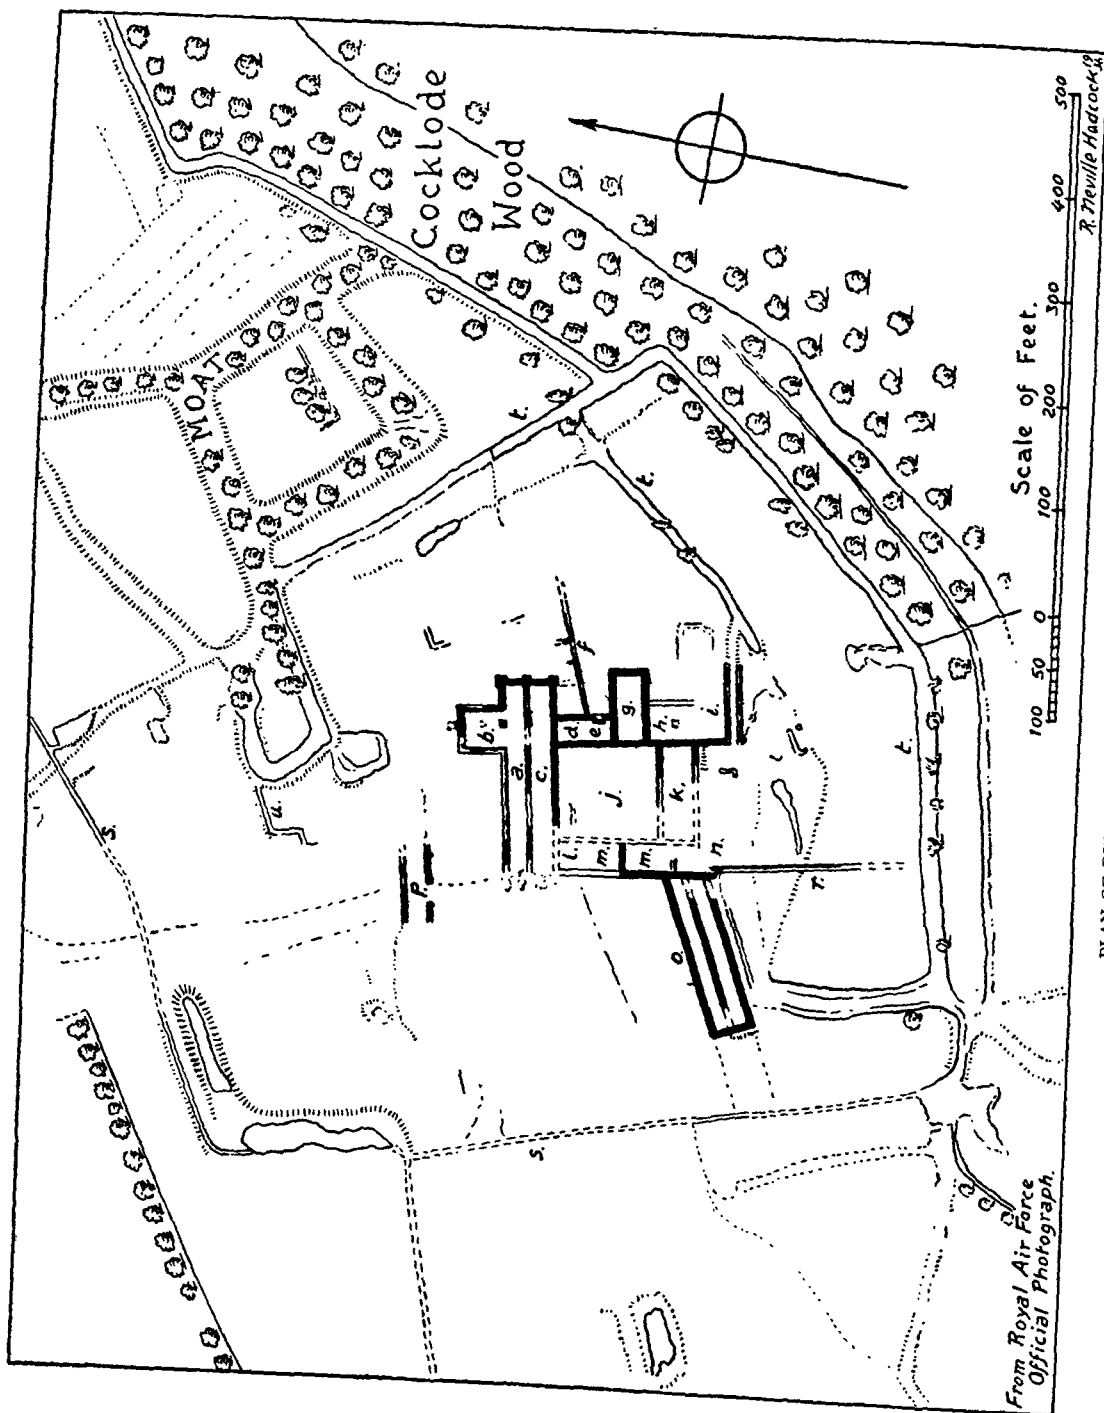 Cocklode
Wood
MOAT
t.
t.
t.
s.
s.
u.
p.
a.
b.
c.
d.
e.
f
g.
h.
i.
j.
k.
l.
m.
m.
n.
o.
r.
Scale of Feet.
100 50 0 100 200 300 400 500
R. Neville Hadcock
From Royal Air Force
Official Photograph.